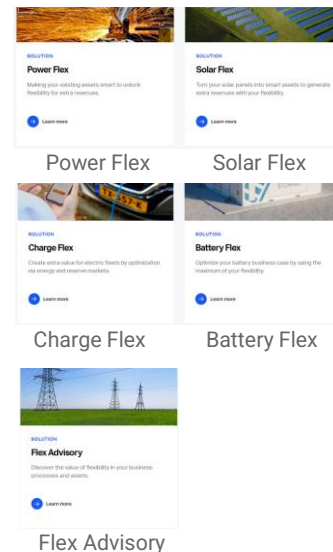 SOLUTION
Power Flex
Making your existing assets smart to unlock
flexibility for extra revenues.
Learn more
Power Flex
SOLUTION
Solar Flex
Turn your solar panels into smart assets to generate
extra revenues with your flexibility.
Learn more
Solar Flex
SOLUTION
Charge Flex
Create extra value for electric fleets by optimization
via energy and reserve markets.
Learn more
Charge Flex
SOLUTION
Battery Flex
Optimize your battery business case by using the
maximum of your flexibility.
Learn more
Battery Flex
SOLUTION
Flex Advisory
Discover the value of flexibility in your business
processes and assets.
Learn more
Flex Advisory